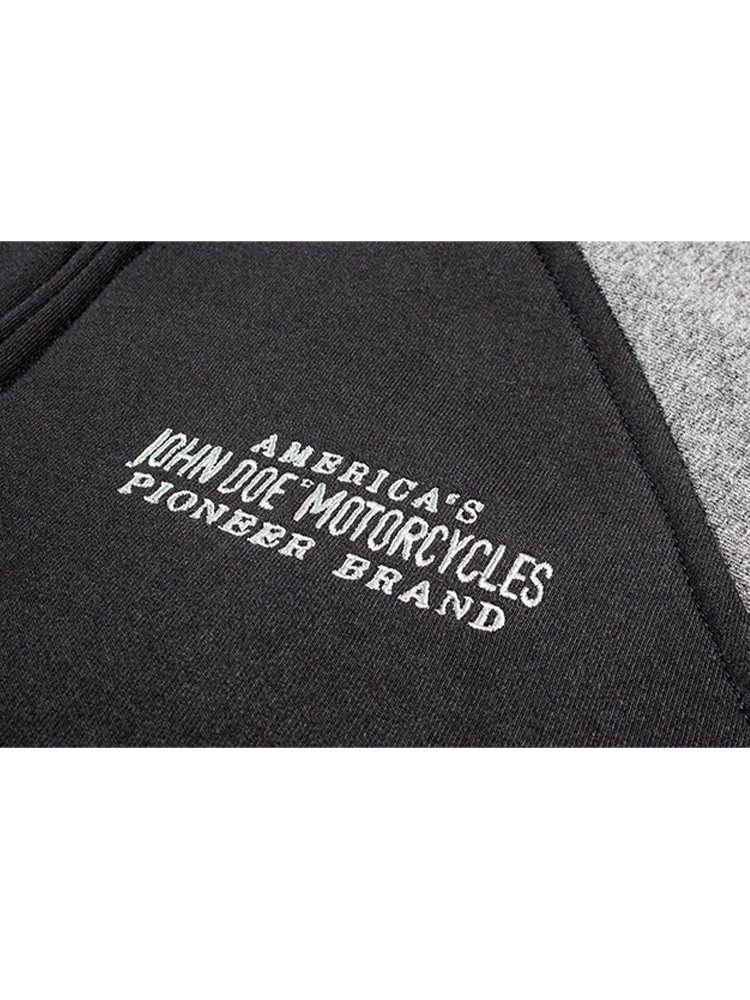 AMERICA'S
JOHN DOE MOTORCYCLES
PIONEER BRAND